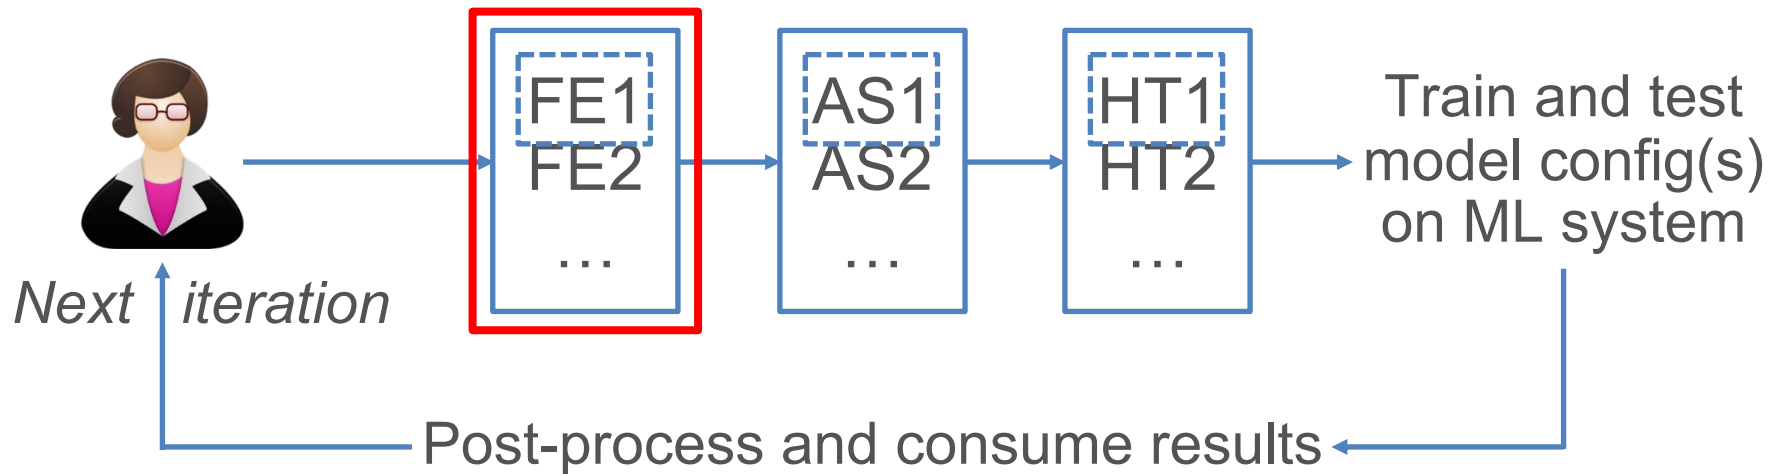 FE1
FE2
…
AS1
AS2
…
HT1
HT2
…
Train and test
model config(s)
on ML system
Next iteration
Post-process and consume results